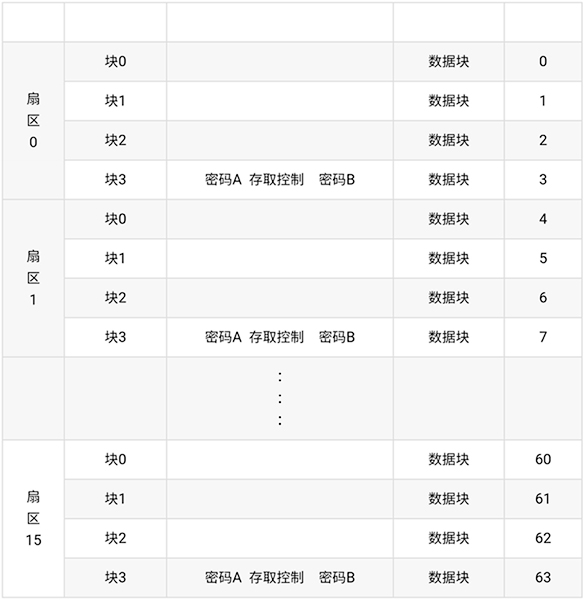 块0 数据块 0
扇 块1 数据块 1
区
0 块2 数据块 2
块3 密码A 存取控制 密码B 数据块 3
块0 数据块 4
扇 块1 数据块 5
区
1 块2 数据块 6
块3 密码A 存取控制 密码B 数据块 7
:
:
:
块0 数据块 60
扇 块1 数据块 61
区
15 块2 数据块 62
块3 密码A 存取控制 密码B 数据块 63